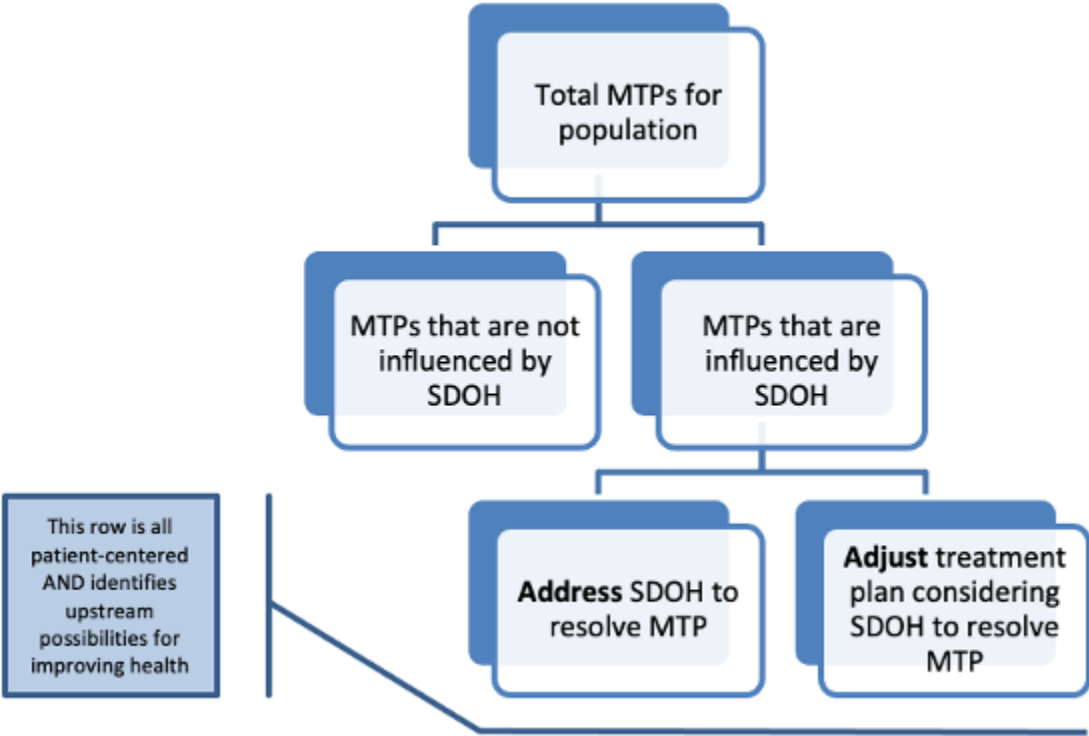 Total MTPs for
population
MTPs that are not
influenced by
SDOH
MTPs that are
influenced by
SDOH
This row is all
patient-centered
AND identifies
upstream
possibilities for
improving health
Address SDOH to
resolve MTP
Adjust treatment
plan considering
SDOH to resolve
MTP